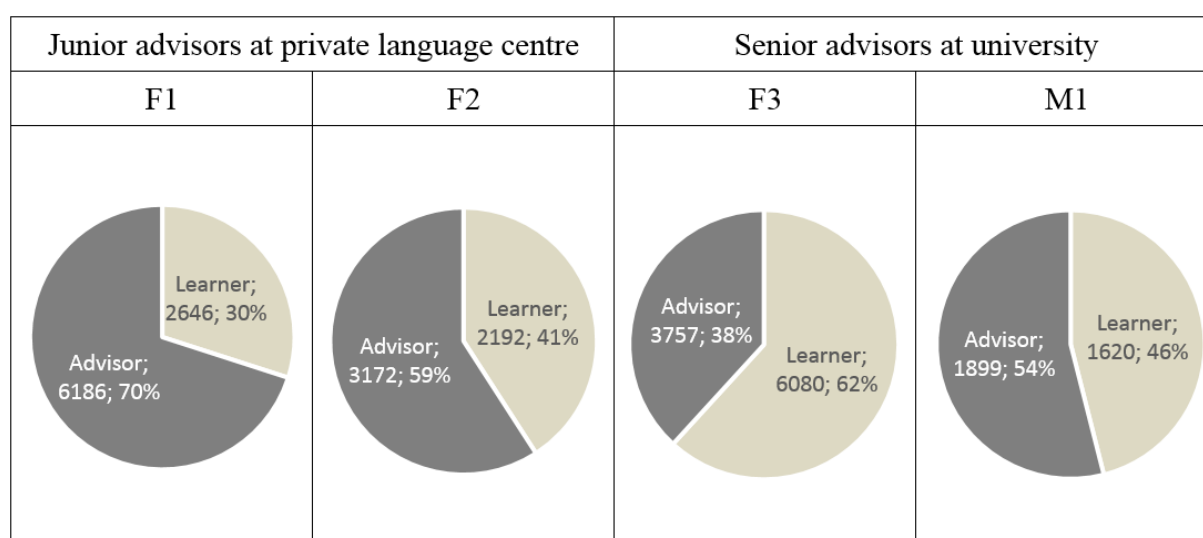 Junior advisors at private language centre
Senior advisors at university
F1
F2
F3
M1
Learner;
2646; 30%
Advisor;
6186; 70%
Learner;
2192; 41%
Advisor;
3172; 59%
Advisor;
3757; 38%
Learner;
6080; 62%
Learner;
1620; 46%
Advisor;
1899; 54%